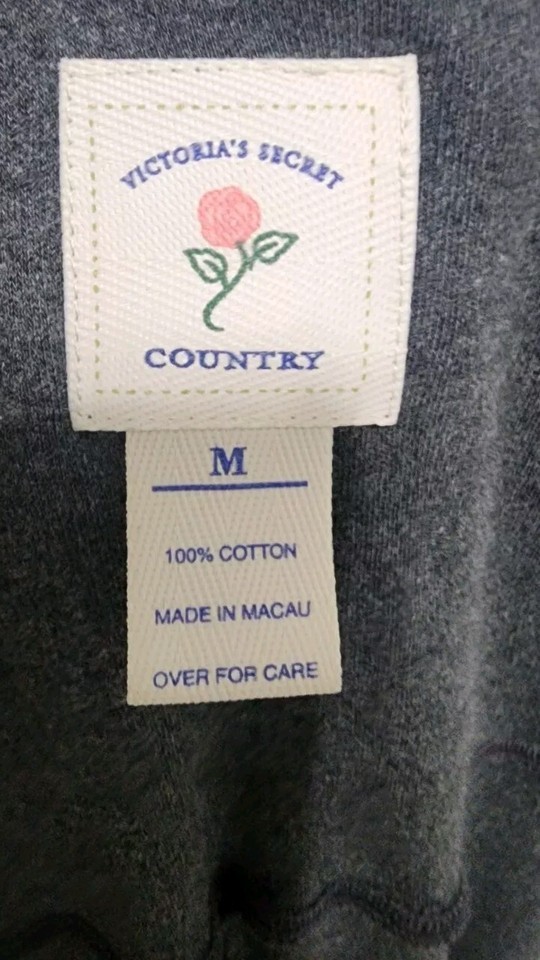 VICTORIA'S SECRET
COUNTRY
M
100% COTTON
MADE IN MACAU
OVER FOR CARE